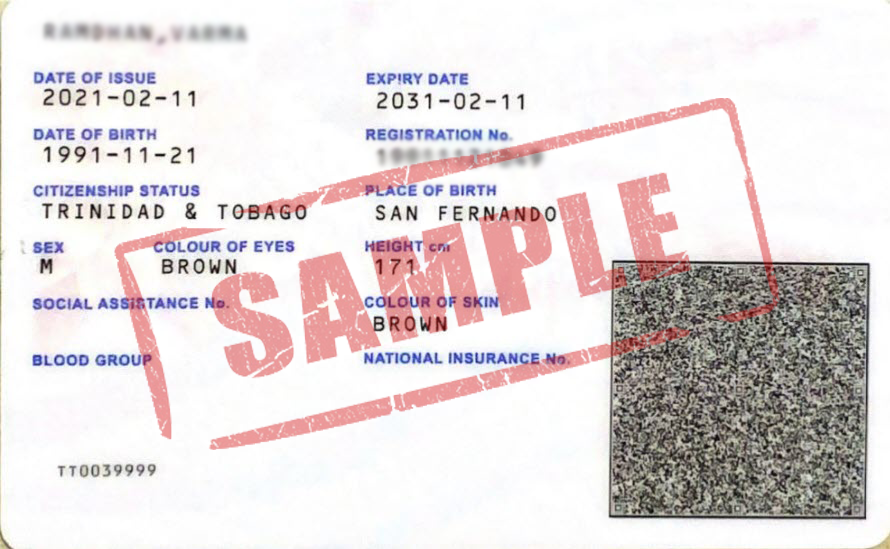 DATE OF ISSUE
2021-02-11
EXPIRY DATE
2031-02-11
DATE OF BIRTH
1991-11-21
REGISTRATION No.
CITIZENSHIP STATUS
TRINIDAD & TOBAGO
PLACE OF BIRTH
SAN FERNANDO
SEX
M
COLOUR OF EYES
BROWN
HEIGHT cm
171
SOCIAL ASSISTANCE No.
COLOUR OF SKIN
BROWN
BLOOD GROUP
NATIONAL INSURANCE No.
SAMPLE
TT0039999